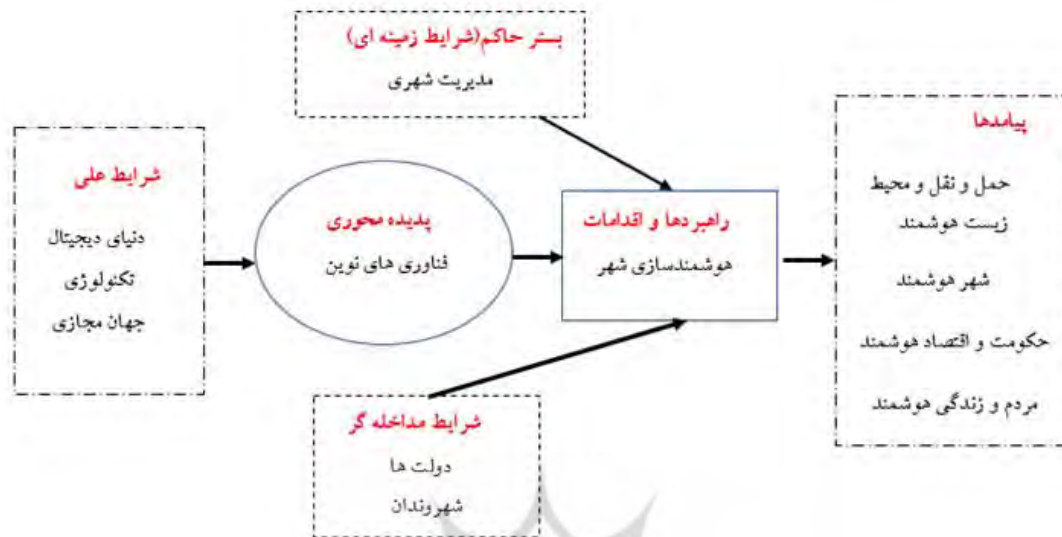 بستر حاکم(شرایط زمینه ای)
مدیریت شهری
شرایط علی
دنیای دیجیتال
تکنولوژی
جهان مجازی
پدیده محوری
فناوری های نوین
راهبردها و اقدامات
هوشمندسازی شهر
شرایط مداخله گر
دولت ها
شهروندان
پیامدها
حمل و نقل و محیط
زیست هوشمند
شهر هوشمند
حکومت و اقتصاد هوشمند
مردم و زندگی هوشمند